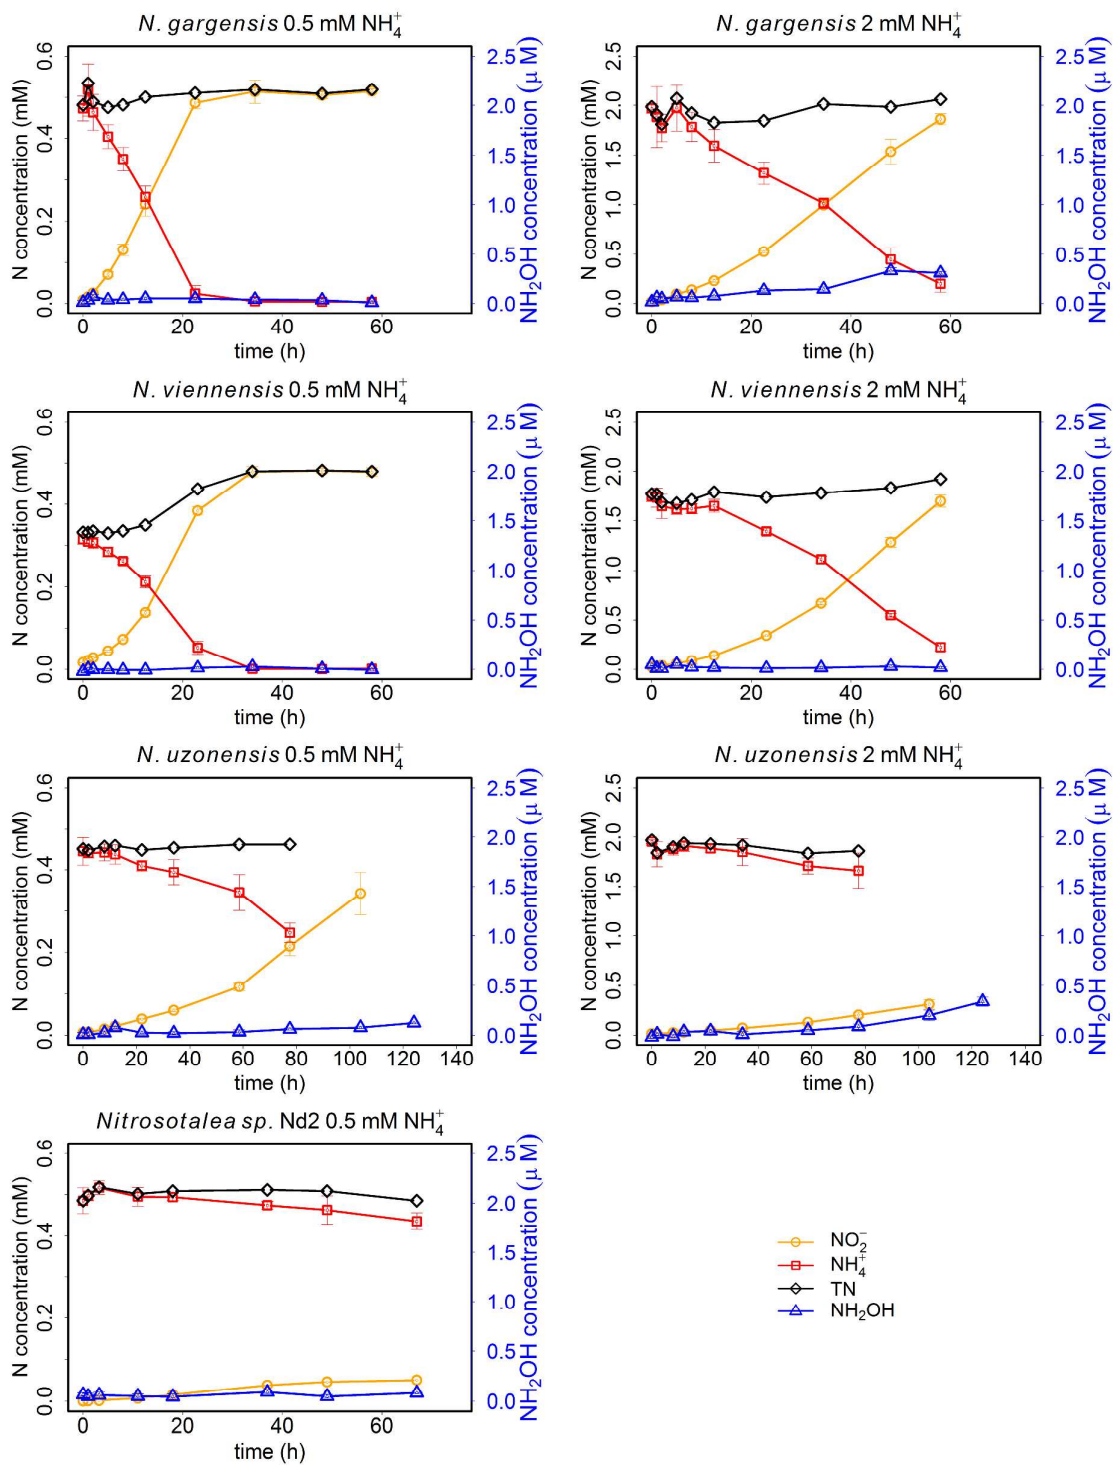 N. gargensis 0.5 mM NH₄⁺
N concentration (mM)
0.0 0.2 0.4 0.6
0 20 40 60
time (h)
0.0 0.5 1.0 1.5 2.0 2.5
NH₂OH concentration (μ M)
N. gargensis 2 mM NH₄⁺
N concentration (mM)
0.0 0.5 1.0 1.5 2.0 2.5
0 20 40 60
time (h)
0.0 0.5 1.0 1.5 2.0 2.5
NH₂OH concentration (μ M)
N. viennensis 0.5 mM NH₄⁺
N concentration (mM)
0.0 0.2 0.4 0.6
0 20 40 60
time (h)
0.0 0.5 1.0 1.5 2.0 2.5
NH₂OH concentration (μ M)
N. viennensis 2 mM NH₄⁺
N concentration (mM)
0.0 0.5 1.0 1.5 2.0 2.5
0 20 40 60
time (h)
0.0 0.5 1.0 1.5 2.0 2.5
NH₂OH concentration (μ M)
N. uzonensis 0.5 mM NH₄⁺
N concentration (mM)
0.0 0.2 0.4 0.6
0 20 40 60 80 100 120 140
time (h)
0.0 0.5 1.0 1.5 2.0 2.5
NH₂OH concentration (μ M)
N. uzonensis 2 mM NH₄⁺
N concentration (mM)
0.0 0.5 1.0 1.5 2.0 2.5
0 20 40 60 80 100 120 140
time (h)
0.0 0.5 1.0 1.5 2.0 2.5
NH₂OH concentration (μ M)
Nitrosotalea sp. Nd2 0.5 mM NH₄⁺
N concentration (mM)
0.0 0.2 0.4 0.6
0 20 40 60
time (h)
0.0 0.5 1.0 1.5 2.0 2.5
NH₂OH concentration (μ M)
NO₂⁻
NH₄⁺
TN
NH₂OH